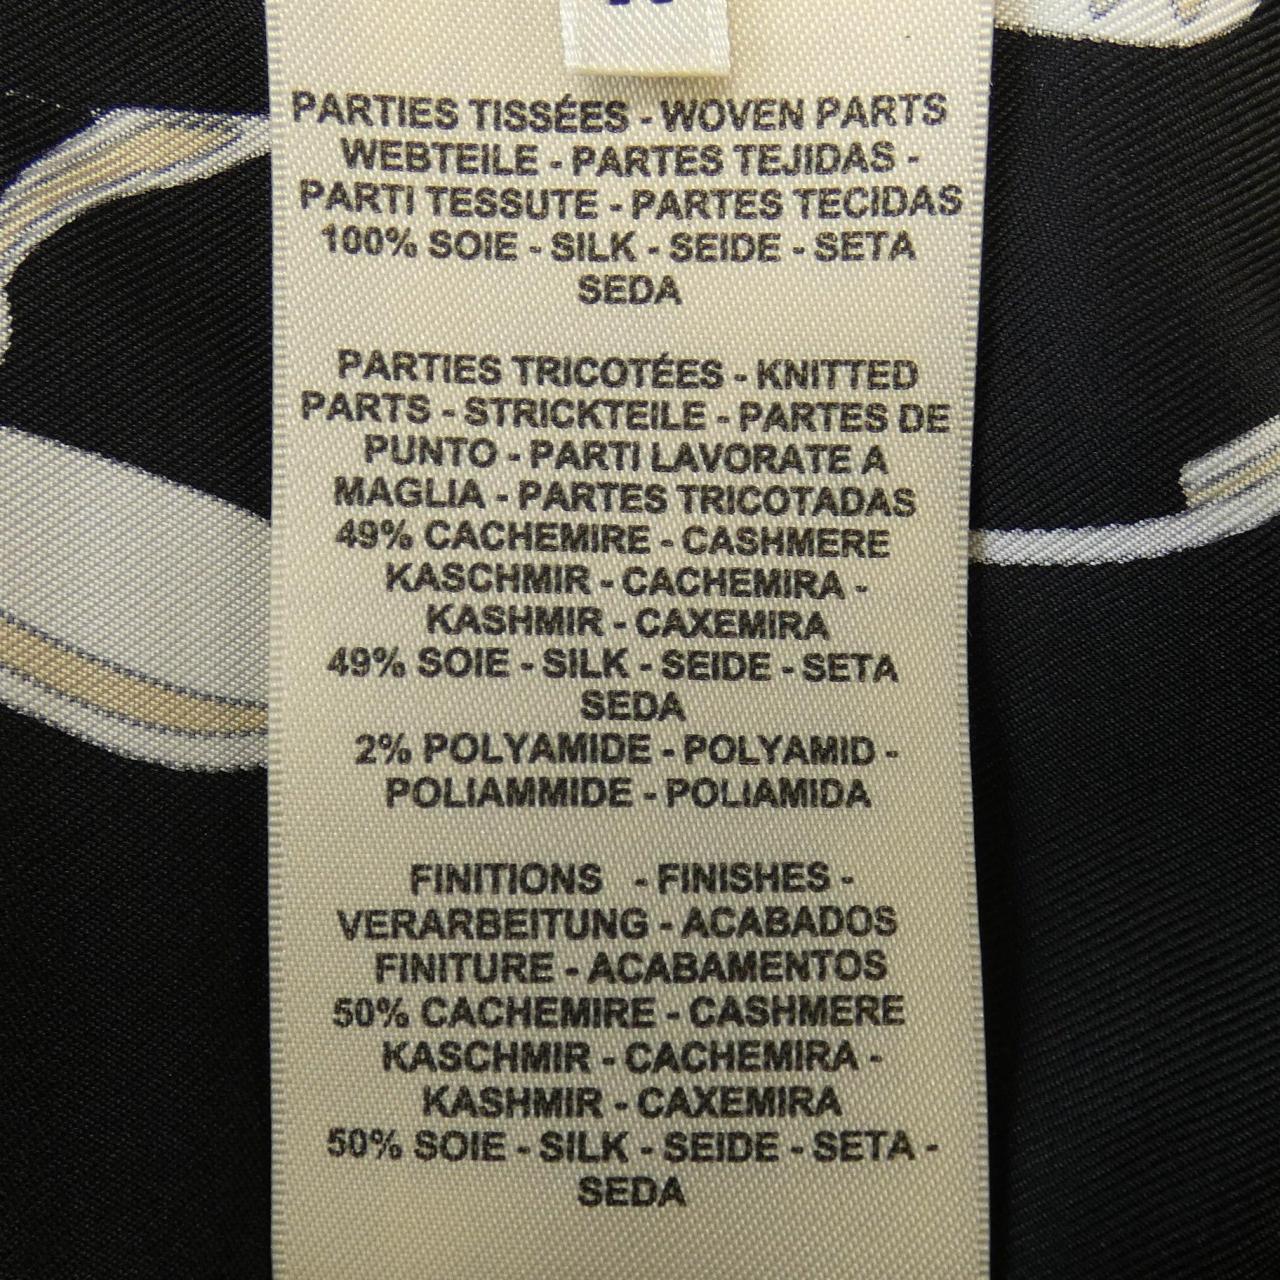 PARTIES TISSÉES - WOVEN PARTS
WEBTEILE - PARTES TEJIDAS -
PARTI TESSUTE - PARTES TECIDAS
100% SOIE - SILK - SEIDE - SETA
SEDA
PARTIES TRICOTÉES - KNITTED
PARTS - STRICKTEILE - PARTES DE
PUNTO - PARTI LAVORATE A
MAGLIA - PARTES TRICOTADAS
49% CACHEMIRE - CASHMERE
KASCHMIR - CACHEMIRA -
KASHMIR - CAXEMIRA
49% SOIE - SILK - SEIDE - SETA
SEDA
2% POLYAMIDE - POLYAMID -
POLIAMMIDE - POLIAMIDA
FINITIONS - FINISHES -
VERARBEITUNG - ACABADOS
FINITURE - ACABAMENTOS
50% CACHEMIRE - CASHMERE
KASCHMIR - CACHEMIRA -
KASHMIR - CAXEMIRA
50% SOIE - SILK - SEIDE - SETA -
SEDA